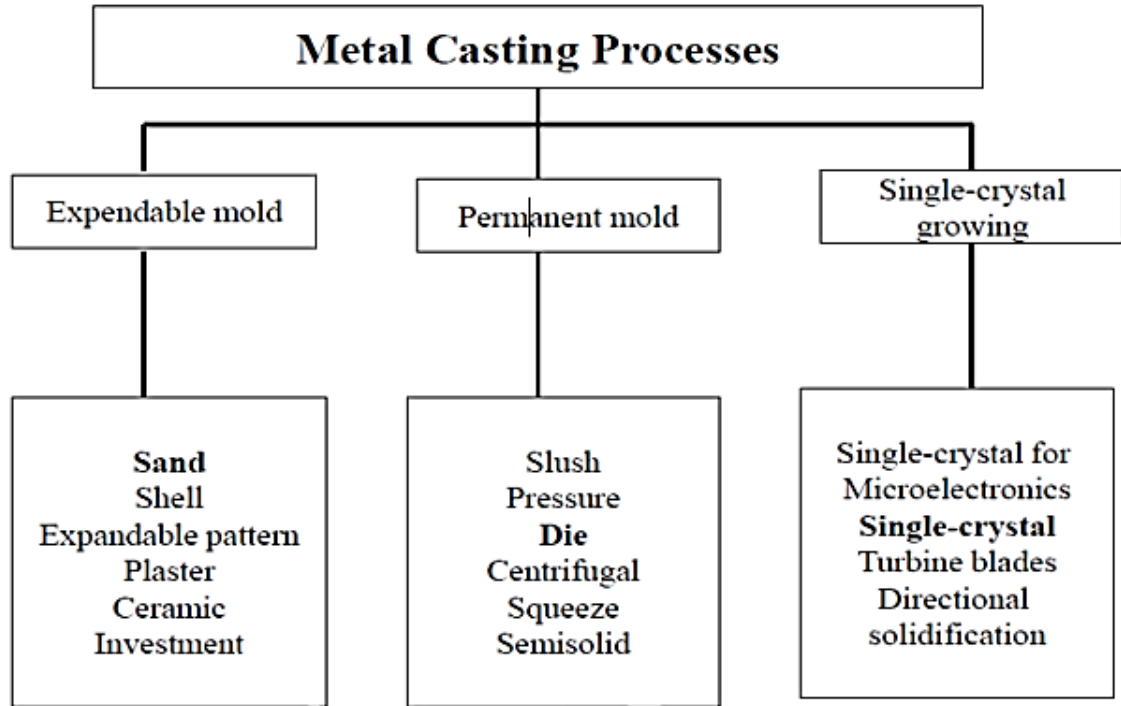 Metal Casting Processes
Expendable mold
Permanent mold
Single-crystal
growing
Sand
Shell
Expandable pattern
Plaster
Ceramic
Investment
Slush
Pressure
Die
Centrifugal
Squeeze
Semisolid
Single-crystal for
Microelectronics
Single-crystal
Turbine blades
Directional
solidification